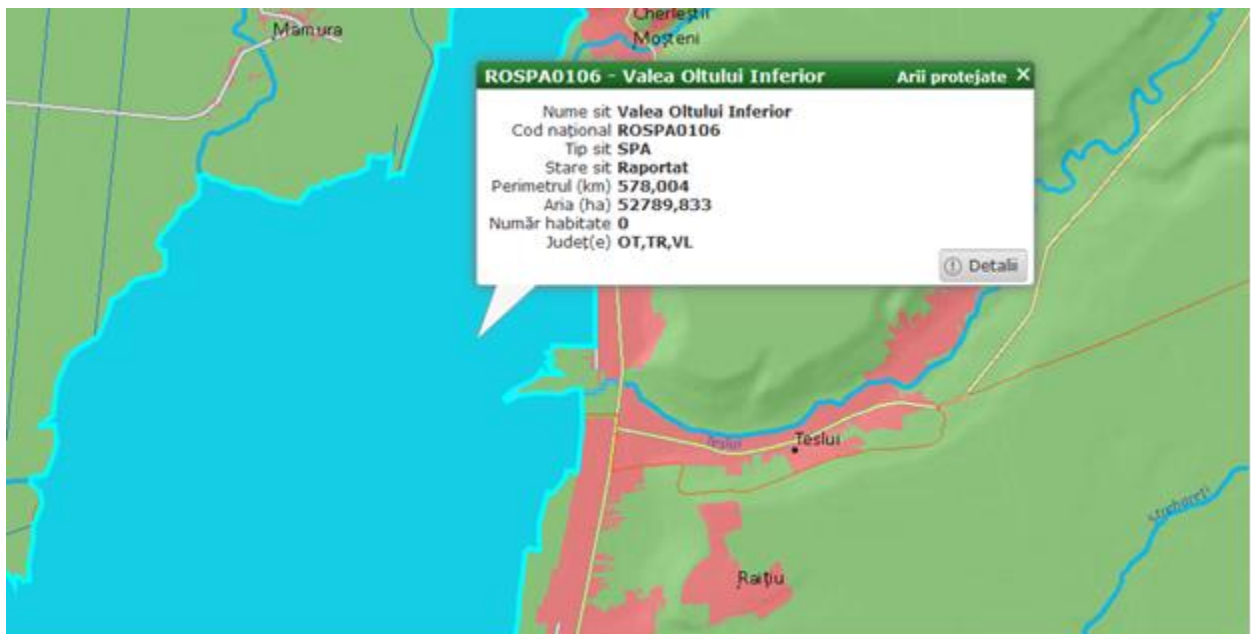 Cherleștii
Mamura
Moșteni
ROSPA0106 - Valea Oltului Inferior Arii protejate ×
Nume sit Valea Oltului Inferior
Cod național ROSPA0106
Tip sit SPA
Stare sit Raportat
Perimetrul (km) 578,004
Aria (ha) 52789,833
Număr habitate 0
Județ(e) OT,TR,VL
Detalii
Teslui
Teslui
Strehareți
Raițiu